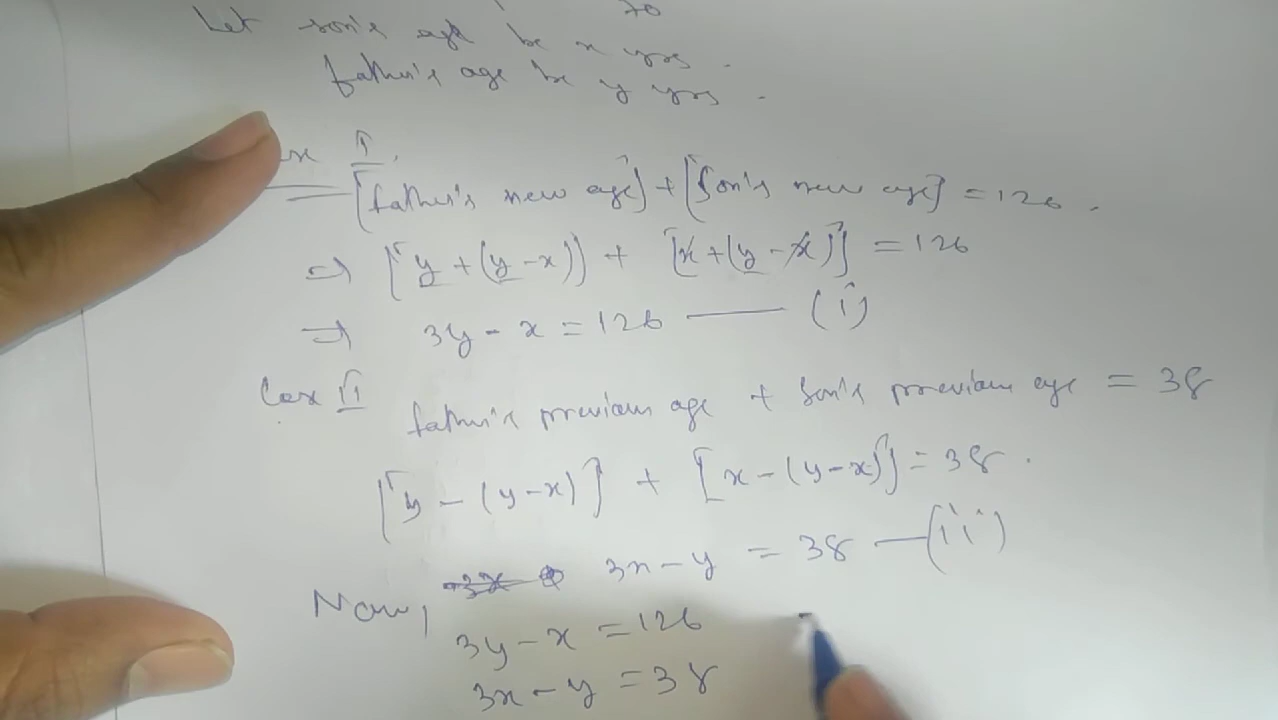 Let son's age be x yrs.
father's age be y yrs.
I.
[father's new age] + [son's new age] = 126.
⇒ [y + (y - x)] + [x + (y - x)] = 126
⇒ 3y - x = 126 —— (i)
Case II
father's previous age + son's previous age = 38
[y - (y - x)] + [x - (y - x)] = 38.
3x - y = 38 — (ii)
Now,
3y - x = 126
3x - y = 38